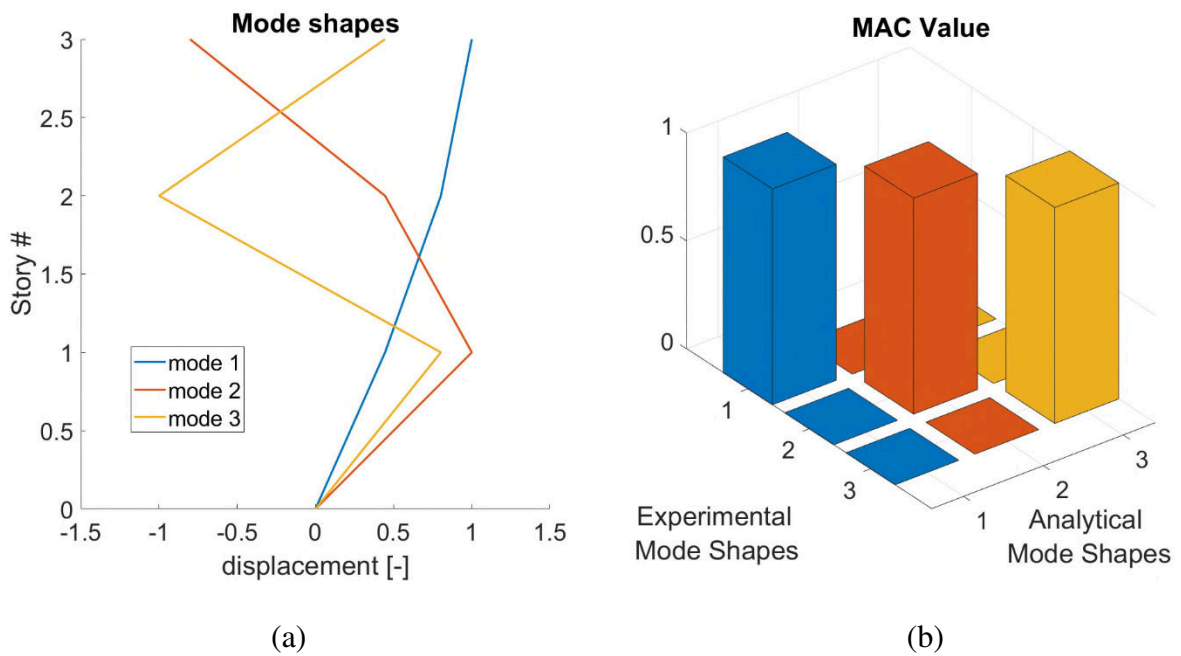 Mode shapes
3
2.5
2
1.5
1
0.5
0
Story #
mode 1
mode 2
mode 3
-1.5 -1 -0.5 0 0.5 1 1.5
displacement [-]
(a)
MAC Value
1
0.5
0
1
2
3
Experimental
Mode Shapes
1
2
3
Analytical
Mode Shapes
(b)